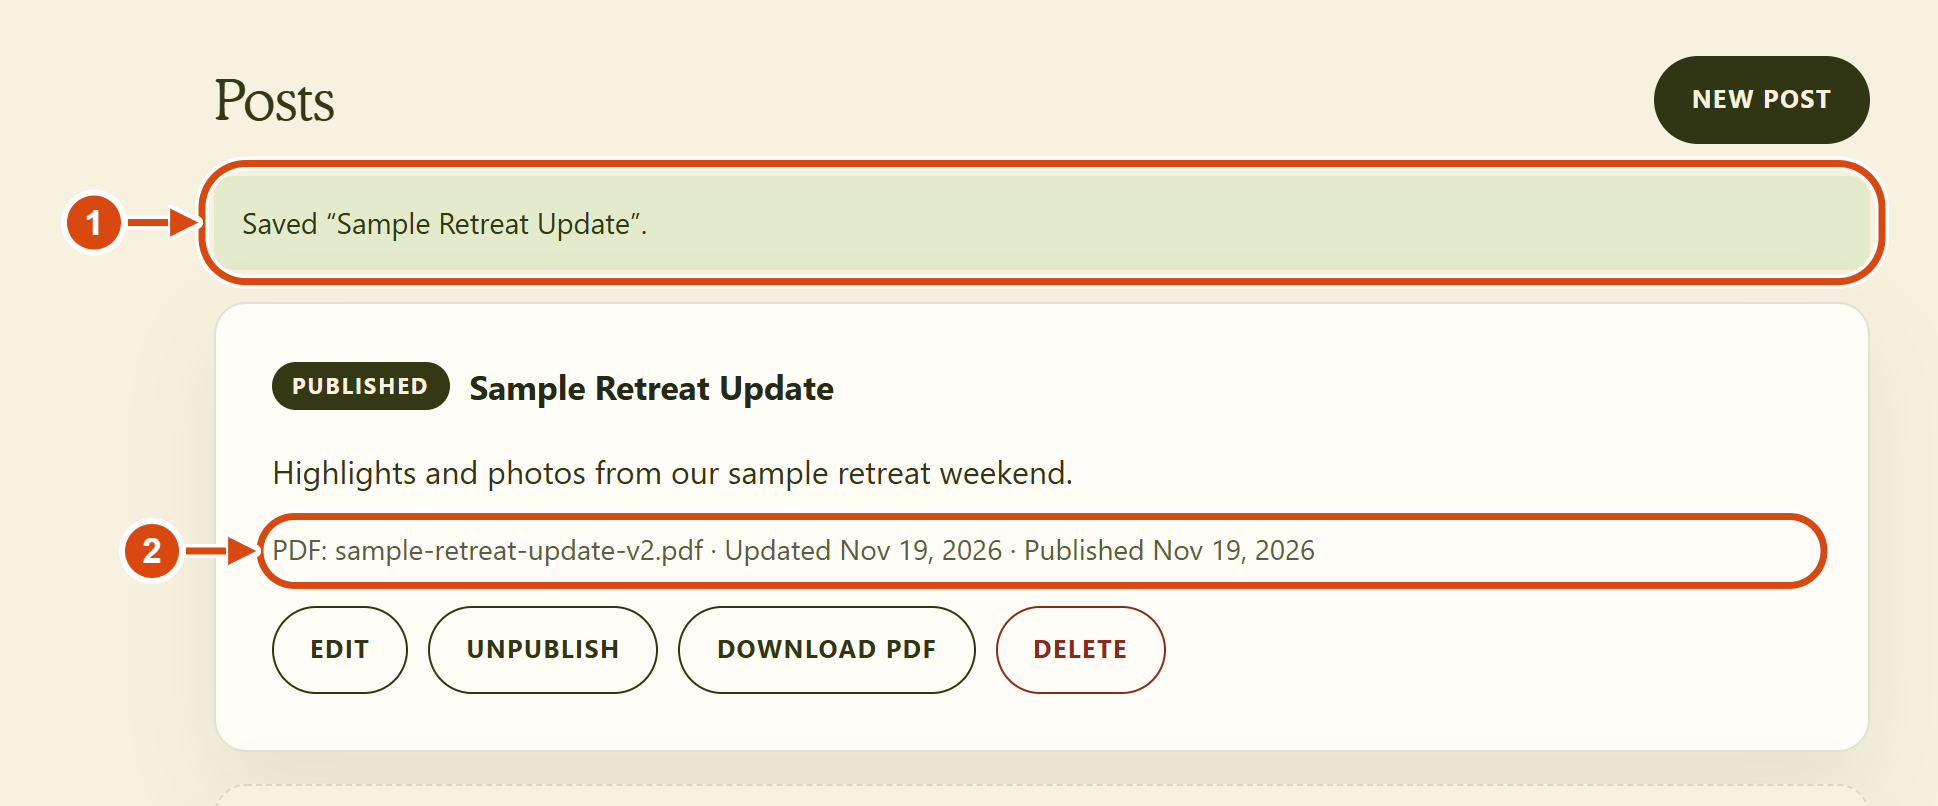 Posts
NEW POST
1
Saved “Sample Retreat Update”.
PUBLISHED Sample Retreat Update
Highlights and photos from our sample retreat weekend.
2
PDF: sample-retreat-update-v2.pdf · Updated Nov 19, 2026 · Published Nov 19, 2026
EDIT UNPUBLISH DOWNLOAD PDF DELETE